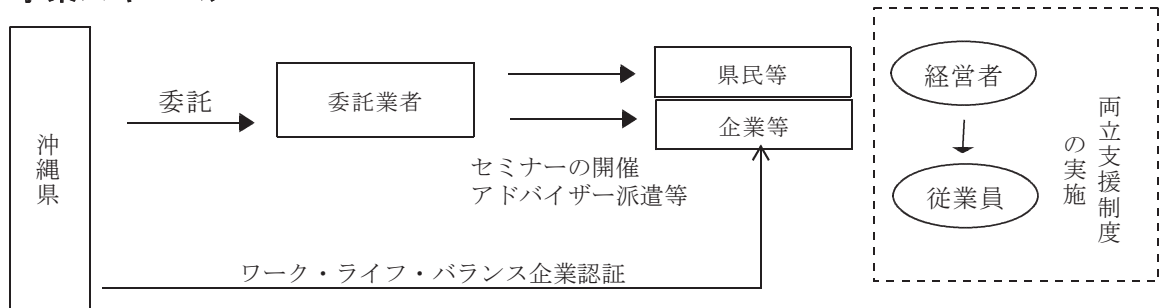 沖縄県
委託
委託業者
県民等
企業等
セミナーの開催
アドバイザー派遣等
ワーク・ライフ・バランス企業認証
経営者
従業員
両立支援制度
の実施